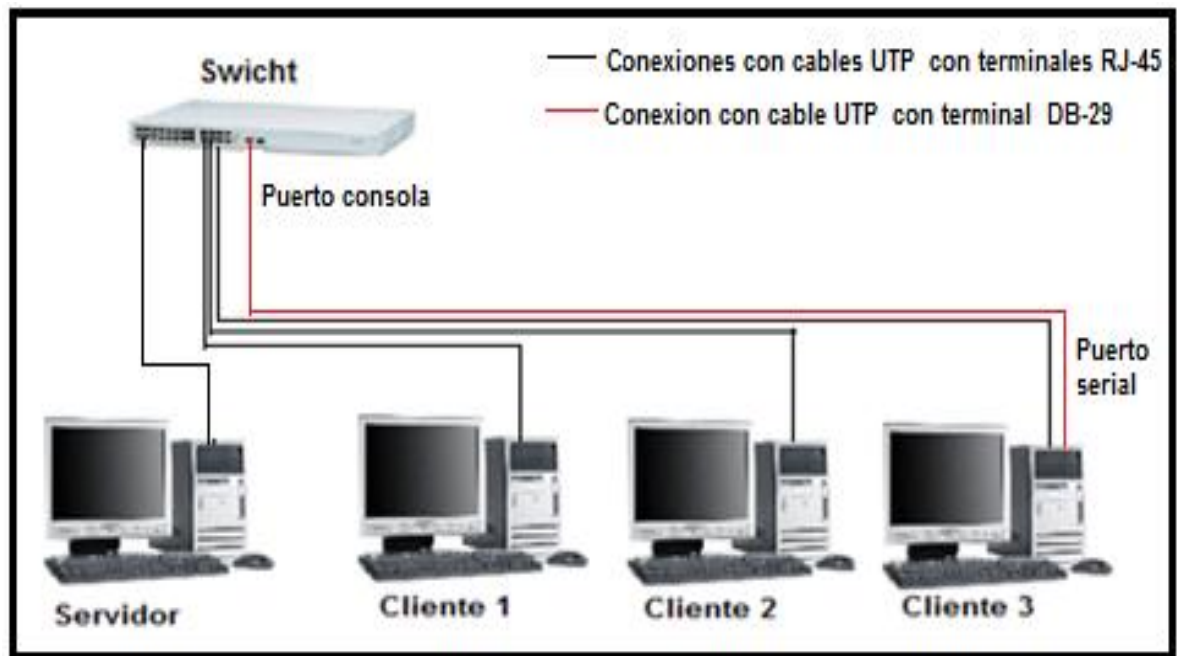 Swicht
Conexiones con cables UTP con terminales RJ-45
Conexion con cable UTP con terminal DB-29
Puerto consola
Puerto
serial
Servidor
Cliente 1
Cliente 2
Cliente 3